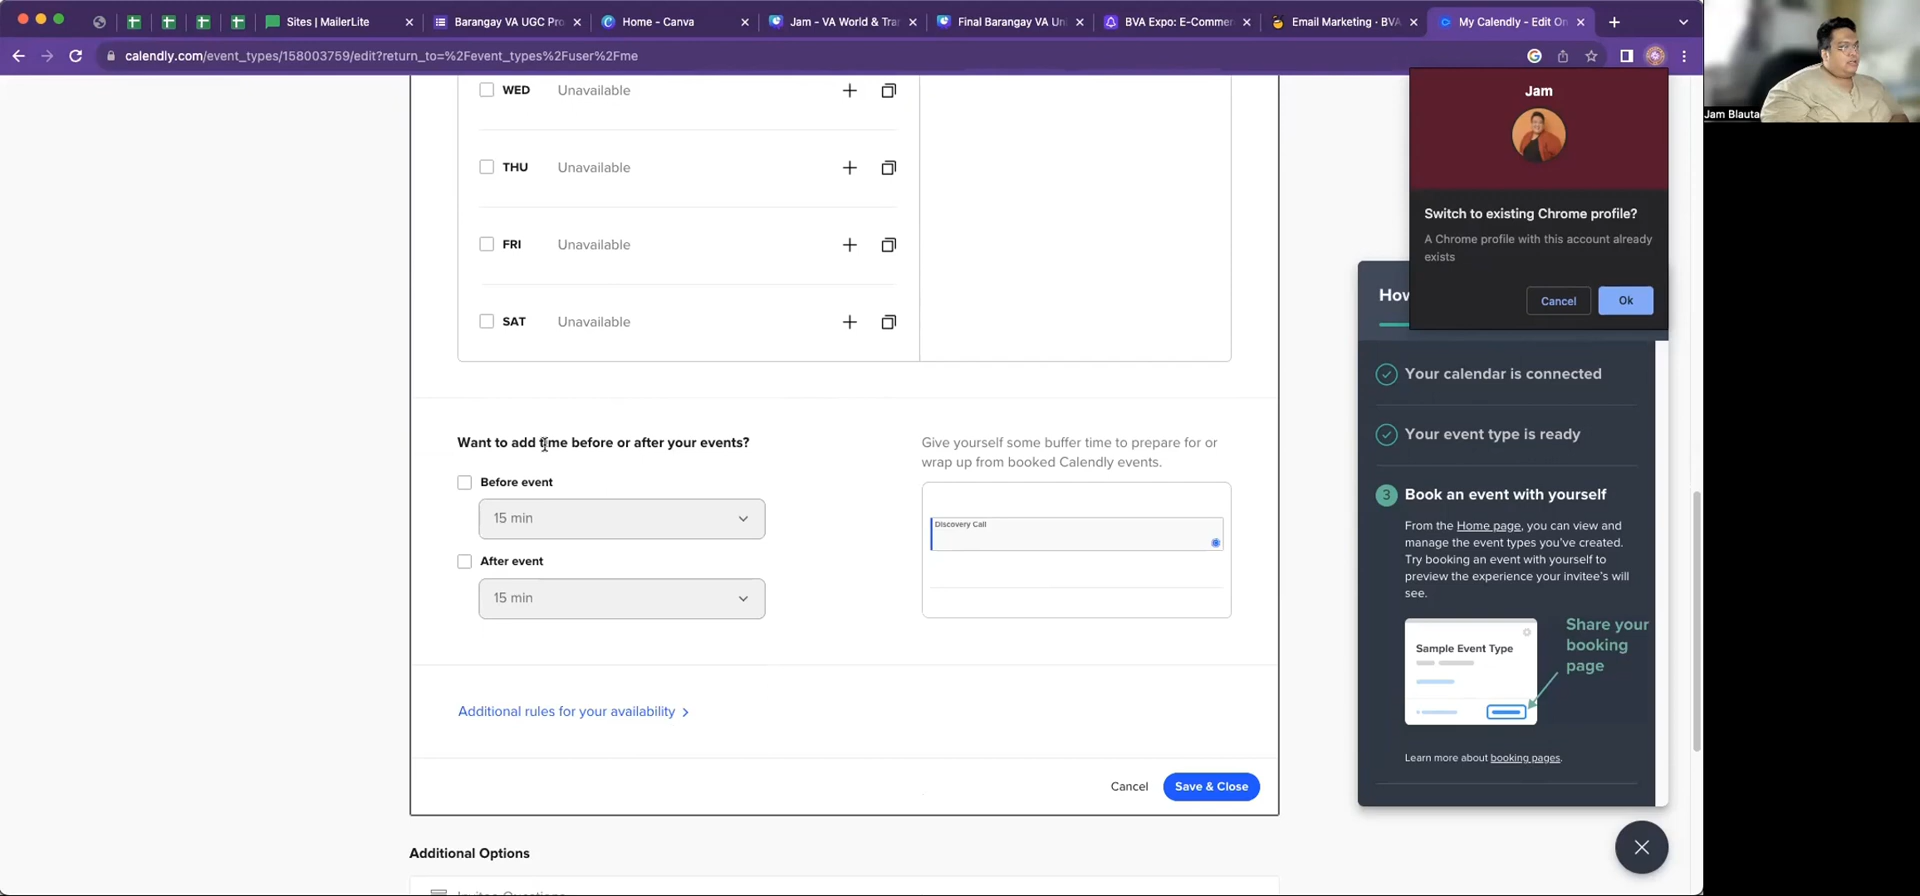 Sites | MailerLite
Barangay VA UGC Pro
Home - Canva
Jam - VA World & Tra
Final Barangay VA Un
BVA Expo: E-Commer
Email Marketing · BVA
My Calendly - Edit On
calendly.com/event_types/158003759/edit?return_to=%2Fevent_types%2Fuser%2Fme
Jam Blauta
Jam
Switch to existing Chrome profile?
A Chrome profile with this account already
exists
Cancel
Ok
WED
Unavailable
THU
Unavailable
FRI
Unavailable
SAT
Unavailable
Want to add time before or after your events?
Before event
15 min
After event
15 min
Give yourself some buffer time to prepare for or
wrap up from booked Calendly events.
Discovery Call
Additional rules for your availability
Cancel
Save & Close
Additional Options
Invitee Questions
How
Your calendar is connected
Your event type is ready
3
Book an event with yourself
From the Home page, you can view and
manage the event types you've created.
Try booking an event with yourself to
preview the experience your invitee's will
see.
Sample Event Type
Share your
booking
page
Learn more about booking pages.